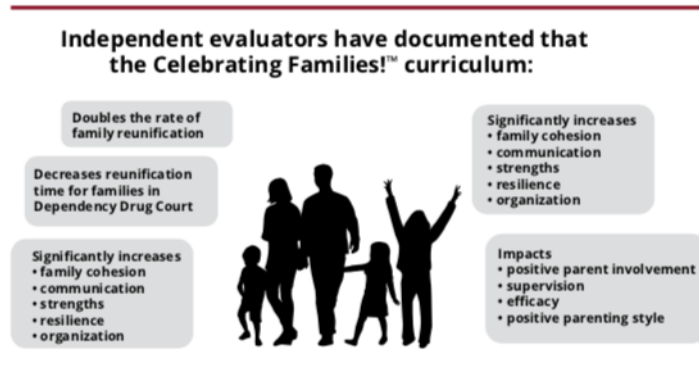 Independent evaluators have documented that
the Celebrating Families!™ curriculum:
Doubles the rate of
family reunification
Decreases reunification
time for families in
Dependency Drug Court
Significantly increases
• family cohesion
• communication
• strengths
• resilience
• organization
Significantly increases
• family cohesion
• communication
• strengths
• resilience
• organization
Impacts
• positive parent involvement
• supervision
• efficacy
• positive parenting style